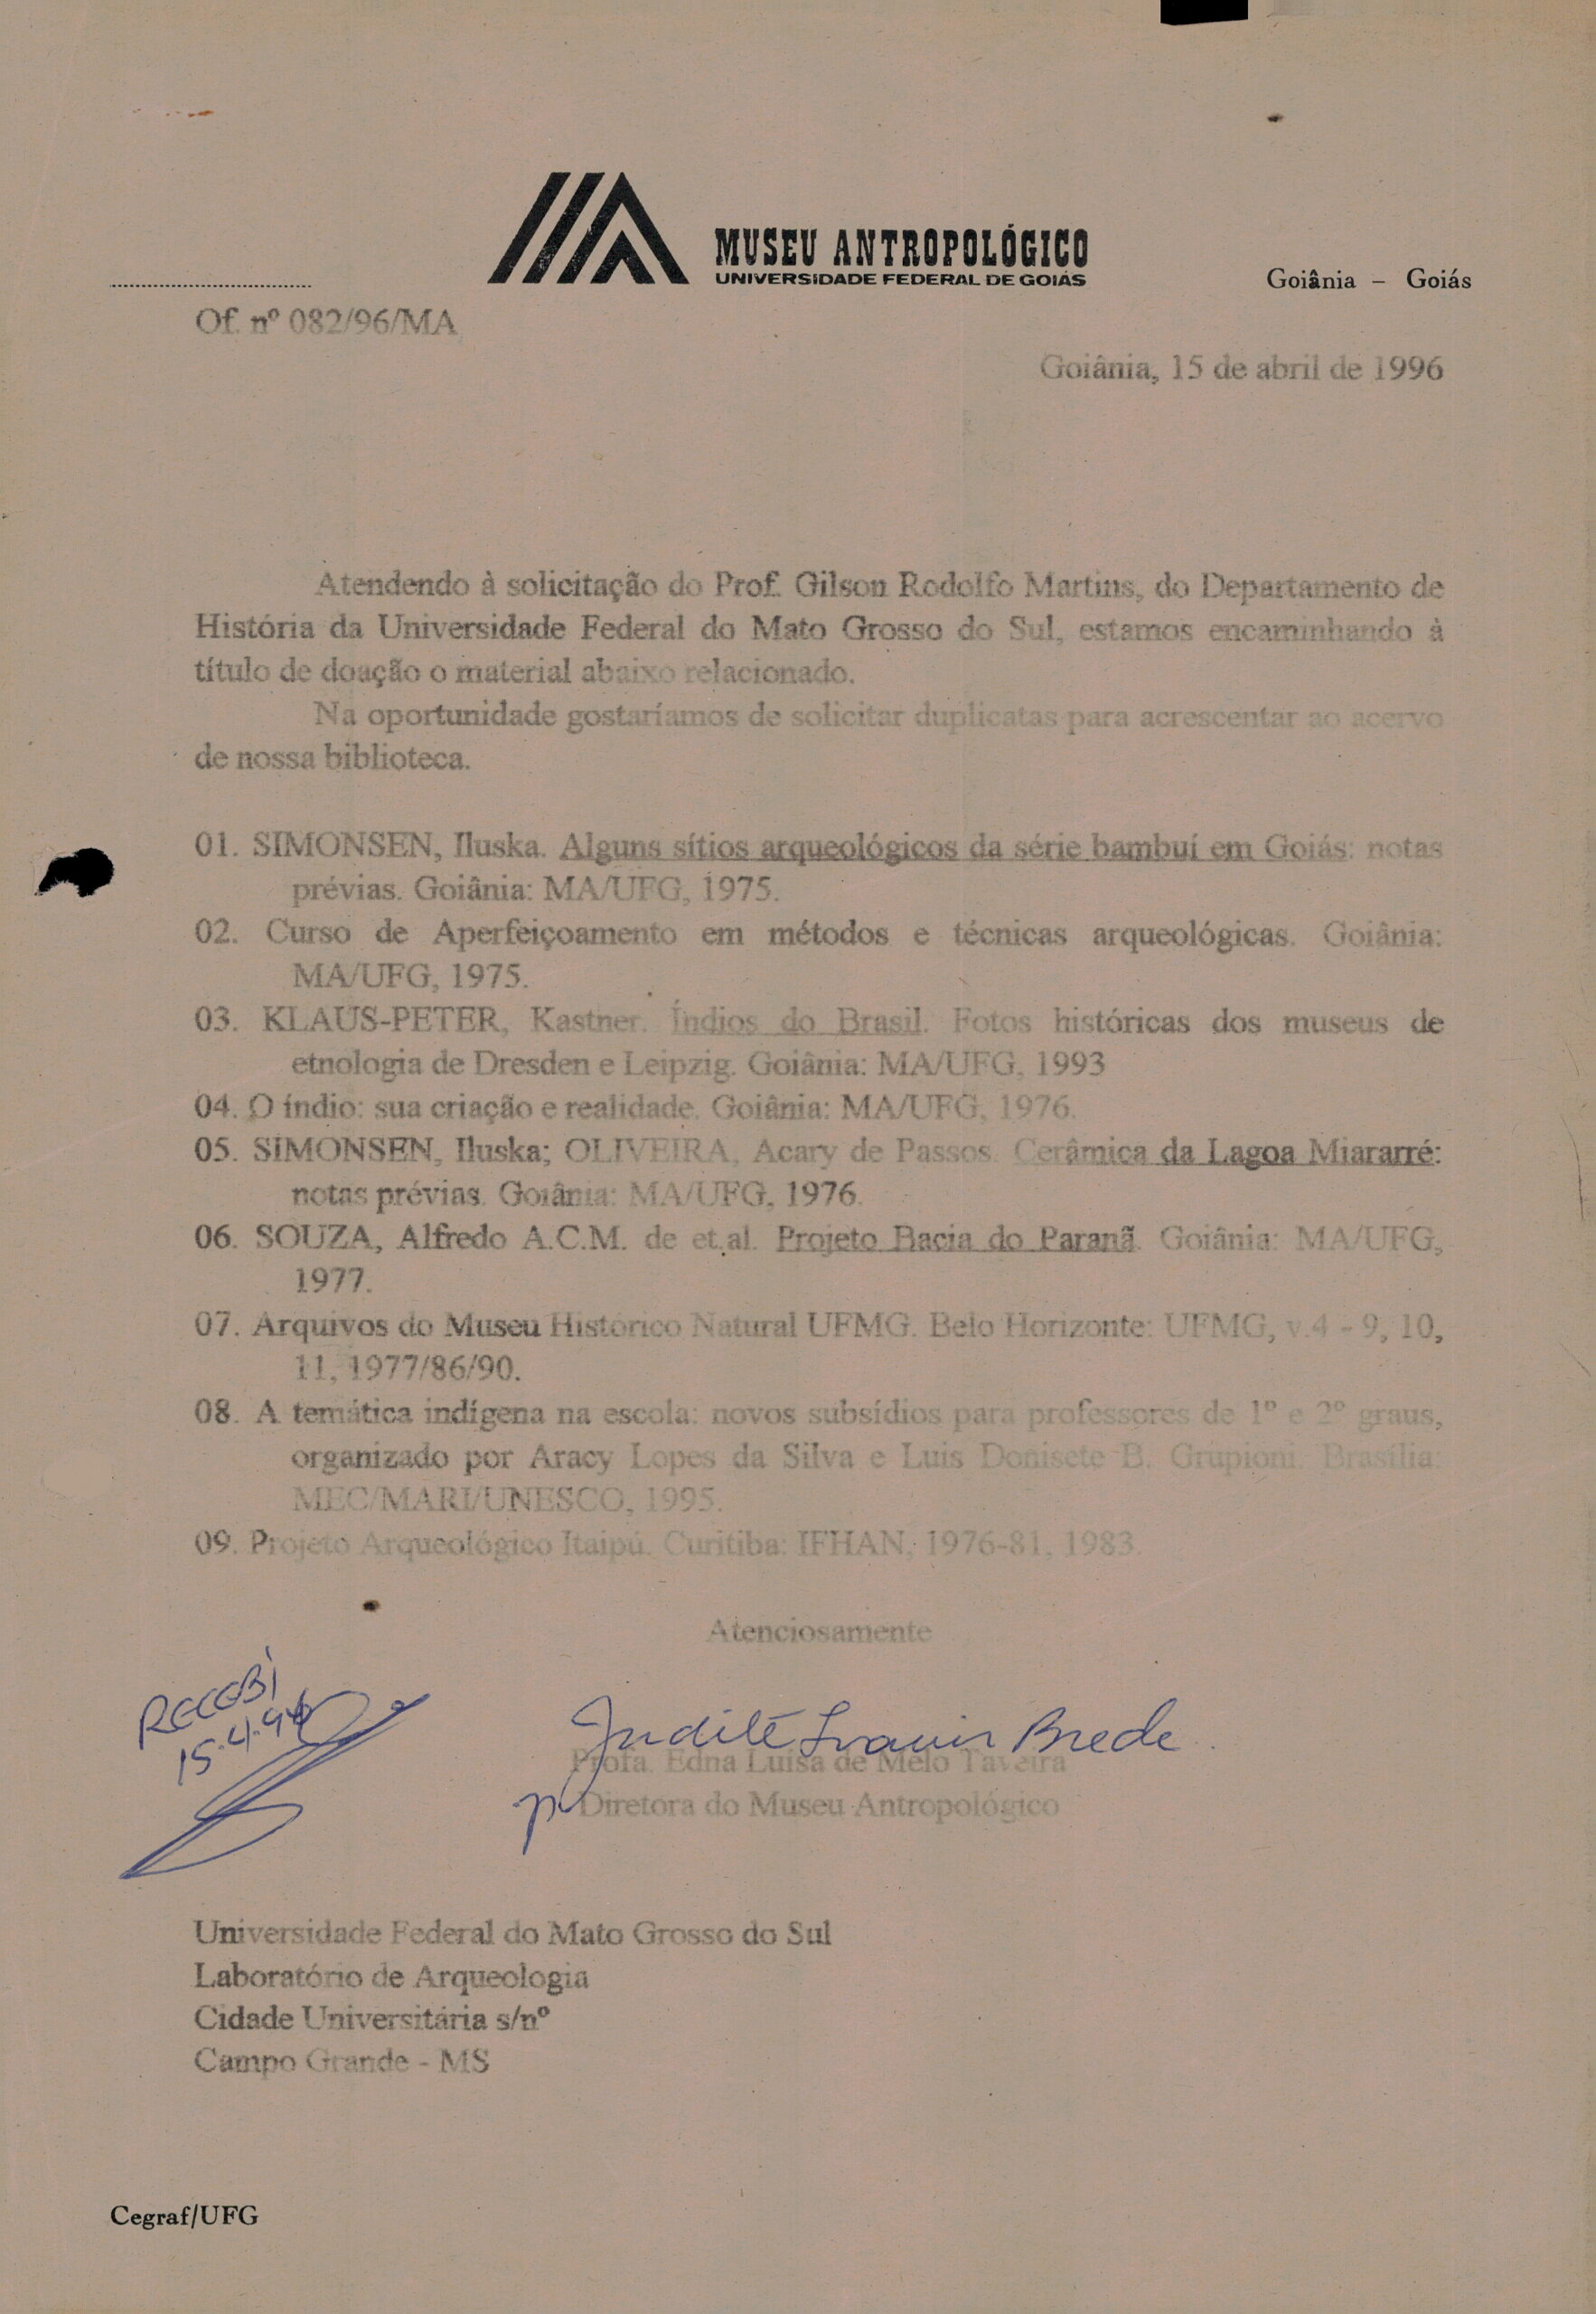 MUSEU ANTROPOLÓGICO
UNIVERSIDADE FEDERAL DE GOIÁS
Goiânia – Goiás
Of. nº 082/96/MA
Goiânia, 15 de abril de 1996
Atendendo à solicitação do Prof. Gilson Rodolfo Martins, do Departamento de
História da Universidade Federal do Mato Grosso do Sul, estamos encaminhando à
título de doação o material abaixo relacionado.
Na oportunidade gostaríamos de solicitar duplicatas para acrescentar ao acervo
de nossa biblioteca.
01. SIMONSEN, Iluska. Alguns sítios arqueológicos da série bambuí em Goiás: notas
prévias. Goiânia: MA/UFG, 1975.
02. Curso de Aperfeiçoamento em métodos e técnicas arqueológicas. Goiânia:
MA/UFG, 1975.
03. KLAUS-PETER, Kastner. Índios do Brasil. Fotos históricas dos museus de
etnologia de Dresden e Leipzig. Goiânia: MA/UFG, 1993
04. O índio: sua criação e realidade. Goiânia: MA/UFG, 1976.
05. SIMONSEN, Iluska; OLIVEIRA, Acary de Passos. Cerâmica da Lagoa Miararré:
notas prévias. Goiânia: MA/UFG, 1976.
06. SOUZA, Alfredo A.C.M. de et.al. Projeto Bacia do Paranã. Goiânia: MA/UFG,
1977.
07. Arquivos do Museu Histórico Natural UFMG. Belo Horizonte: UFMG, v.4 - 9, 10,
11, 1977/86/90.
08. A temática indígena na escola: novos subsídios para professores de 1º e 2º graus,
organizado por Aracy Lopes da Silva e Luis Donisete B. Grupioni. Brasília:
MEC/MARI/UNESCO, 1995.
09. Projeto Arqueológico Itaipú. Curitiba: IFHAN, 1976-81, 1983.
Atenciosamente
RECEBI
15.4.96
Judite Ivanir Breda
Profa. Edna Luísa de Melo Taveira
p/ Diretora do Museu Antropológico
Universidade Federal do Mato Grosso do Sul
Laboratório de Arqueologia
Cidade Universitária s/nº
Campo Grande - MS
Cegraf/UFG